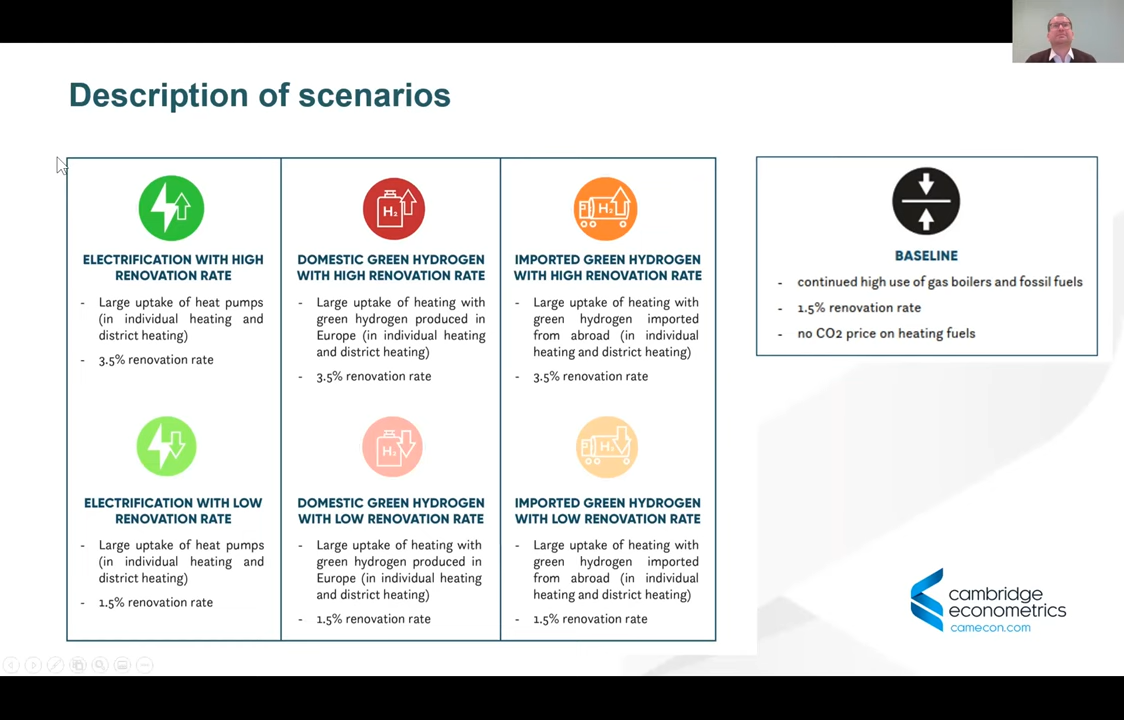 Description of scenarios
ELECTRIFICATION WITH HIGH
RENOVATION RATE
- Large uptake of heat pumps
(in individual heating and
district heating)
- 3.5% renovation rate
H₂
DOMESTIC GREEN HYDROGEN
WITH HIGH RENOVATION RATE
- Large uptake of heating with
green hydrogen produced in
Europe (in individual heating
and district heating)
- 3.5% renovation rate
H₂
IMPORTED GREEN HYDROGEN
WITH HIGH RENOVATION RATE
- Large uptake of heating with
green hydrogen imported
from abroad (in individual
heating and district heating)
- 3.5% renovation rate
ELECTRIFICATION WITH LOW
RENOVATION RATE
- Large uptake of heat pumps
(in individual heating and
district heating)
- 1.5% renovation rate
H₂
DOMESTIC GREEN HYDROGEN
WITH LOW RENOVATION RATE
- Large uptake of heating with
green hydrogen produced in
Europe (in individual heating
and district heating)
- 1.5% renovation rate
H₂
IMPORTED GREEN HYDROGEN
WITH LOW RENOVATION RATE
- Large uptake of heating with
green hydrogen imported
from abroad (in individual
heating and district heating)
- 1.5% renovation rate
BASELINE
- continued high use of gas boilers and fossil fuels
- 1.5% renovation rate
- no CO2 price on heating fuels
cambridge
econometrics
camecon.com